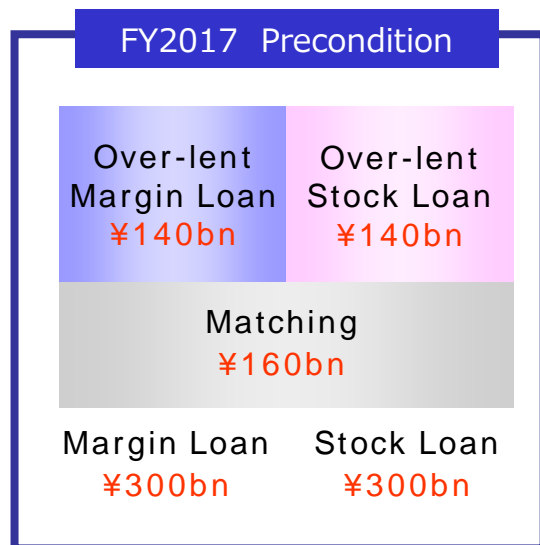 FY2017 Precondition
Over-lent
Margin Loan
¥140bn
Over-lent
Stock Loan
¥140bn
Matching
¥160bn
Margin Loan
¥300bn
Stock Loan
¥300bn